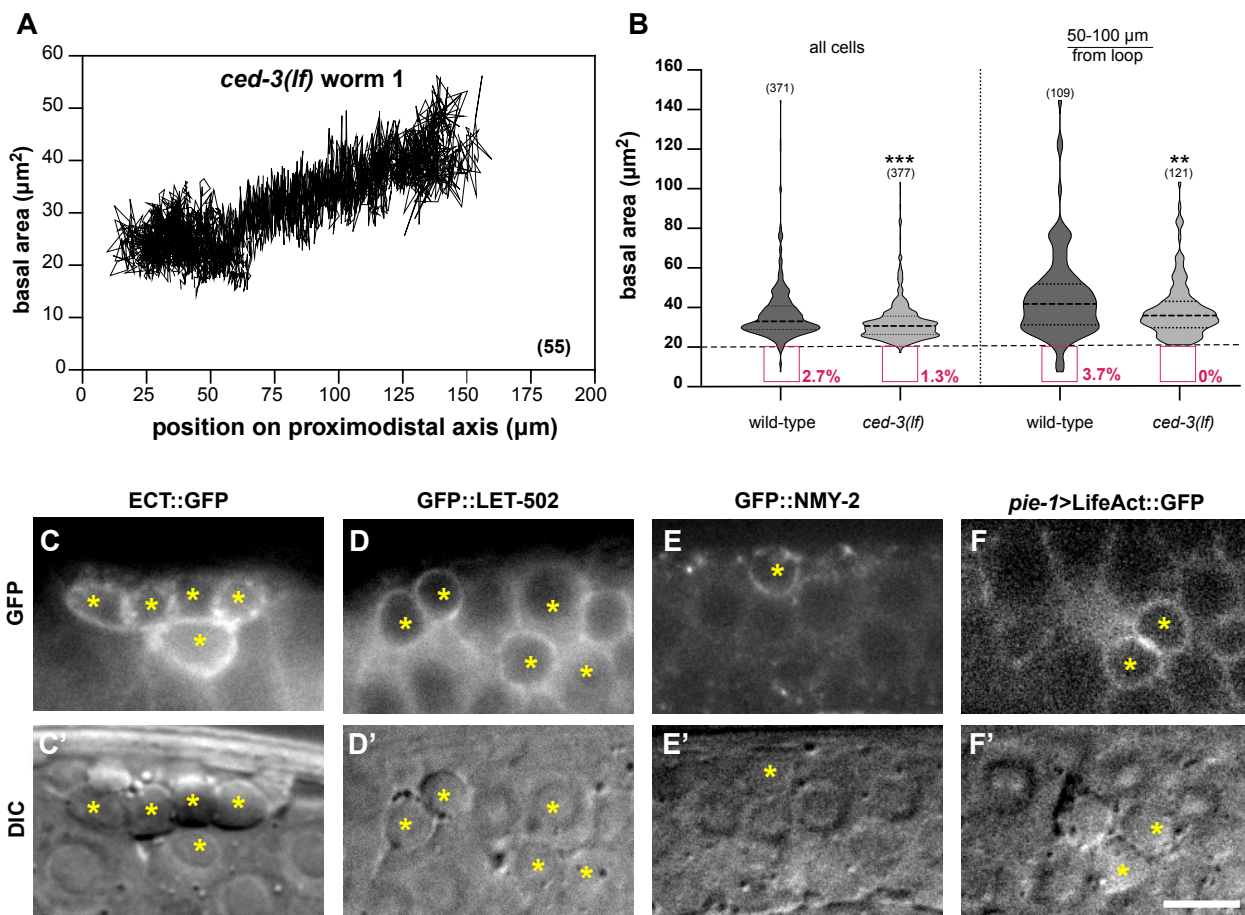 A
60
50
40
30
20
10
0
basal area (µm²)
ced-3(lf) worm 1
(55)
0
25
50
75
100
125
150
175
200
position on proximodistal axis (µm)
B
all cells
50-100 µm
from loop
160
140
120
100
80
60
40
20
0
basal area (µm²)
(371)
***
(377)
(109)
**
(121)
2.7%
1.3%
3.7%
0%
wild-type
ced-3(lf)
wild-type
ced-3(lf)
ECT::GFP
GFP::LET-502
GFP::NMY-2
pie-1>LifeAct::GFP
GFP
C
* * * *
*
D
* * *
* * *
E
*
F
*
*
DIC
C'
* * * *
*
D'
* * *
* *
E'
*
F'
*
*